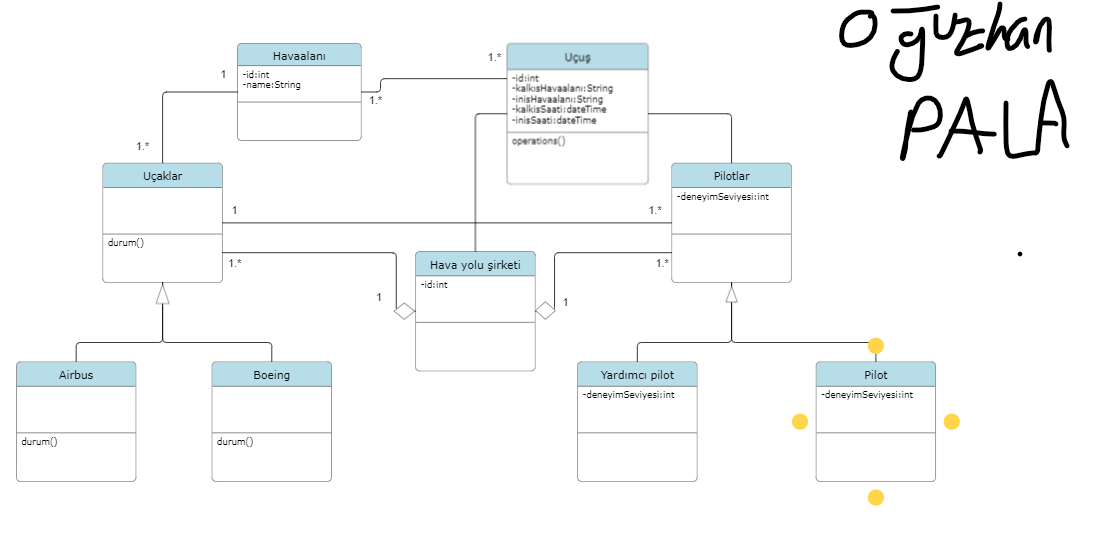 Oğuzhan
PALA
Havaalanı
-id:int
-name:String
1
1.*
1.*
1.*
Uçuş
-id:int
-kalkısHavaalanı:String
-inisHavaalanı:String
-kalkisSaati:dateTime
-inisSaati:dateTime
operations()
Uçaklar
durum()
Pilotlar
-deneyimSeviyesi:int
1
1.*
1.*
1.*
1
1
Hava yolu şirketi
-id:int
Airbus
durum()
Boeing
durum()
Yardımcı pilot
-deneyimSeviyesi:int
Pilot
-deneyimSeviyesi:int